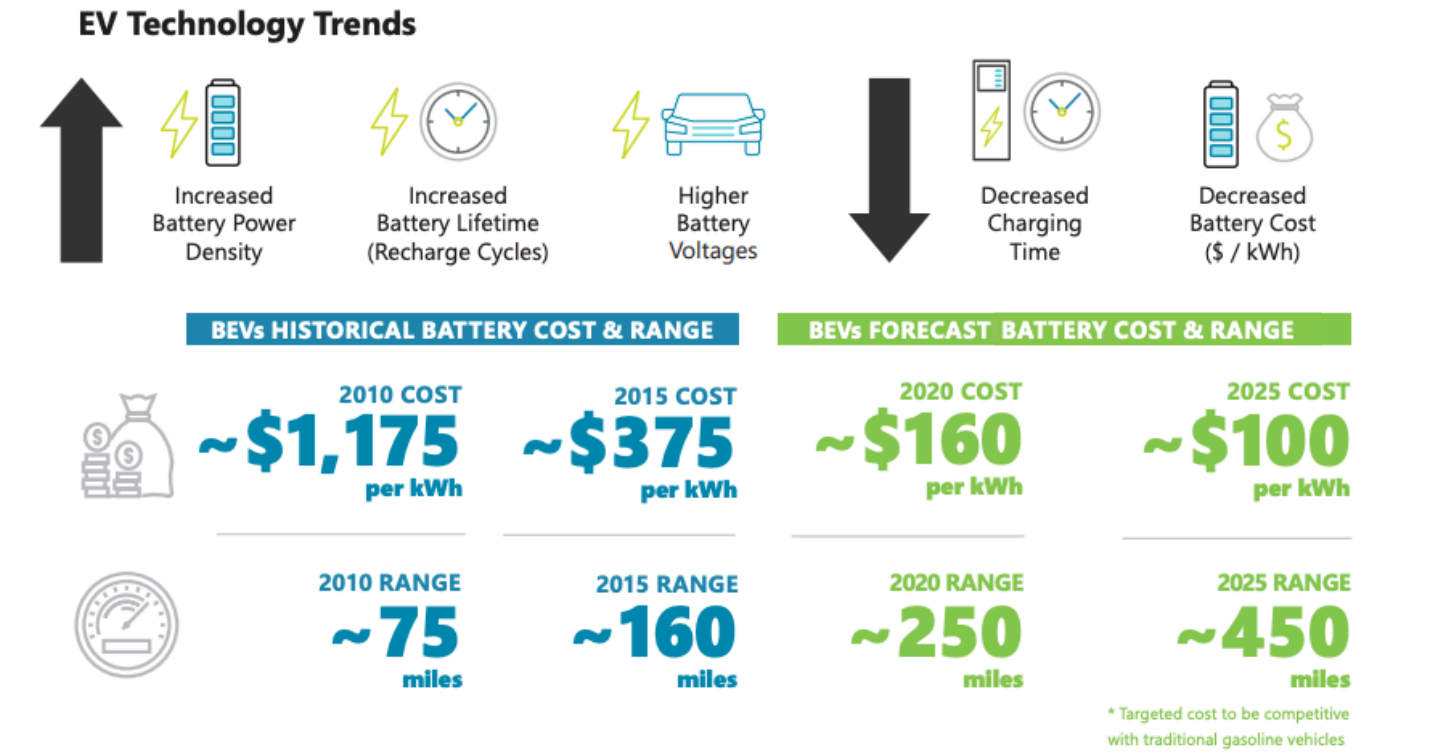 EV Technology Trends
Increased
Battery Power
Density
Increased
Battery Lifetime
(Recharge Cycles)
Higher
Battery
Voltages
Decreased
Charging
Time
$
Decreased
Battery Cost
($ / kWh)
BEVs HISTORICAL BATTERY COST & RANGE
BEVs FORECAST BATTERY COST & RANGE
$
$
2010 COST
~$1,175
per kWh
2015 COST
~$375
per kWh
2020 COST
~$160
per kWh
2025 COST
~$100
per kWh
2010 RANGE
~75
miles
2015 RANGE
~160
miles
2020 RANGE
~250
miles
2025 RANGE
~450
miles
* Targeted cost to be competitive
with traditional gasoline vehicles